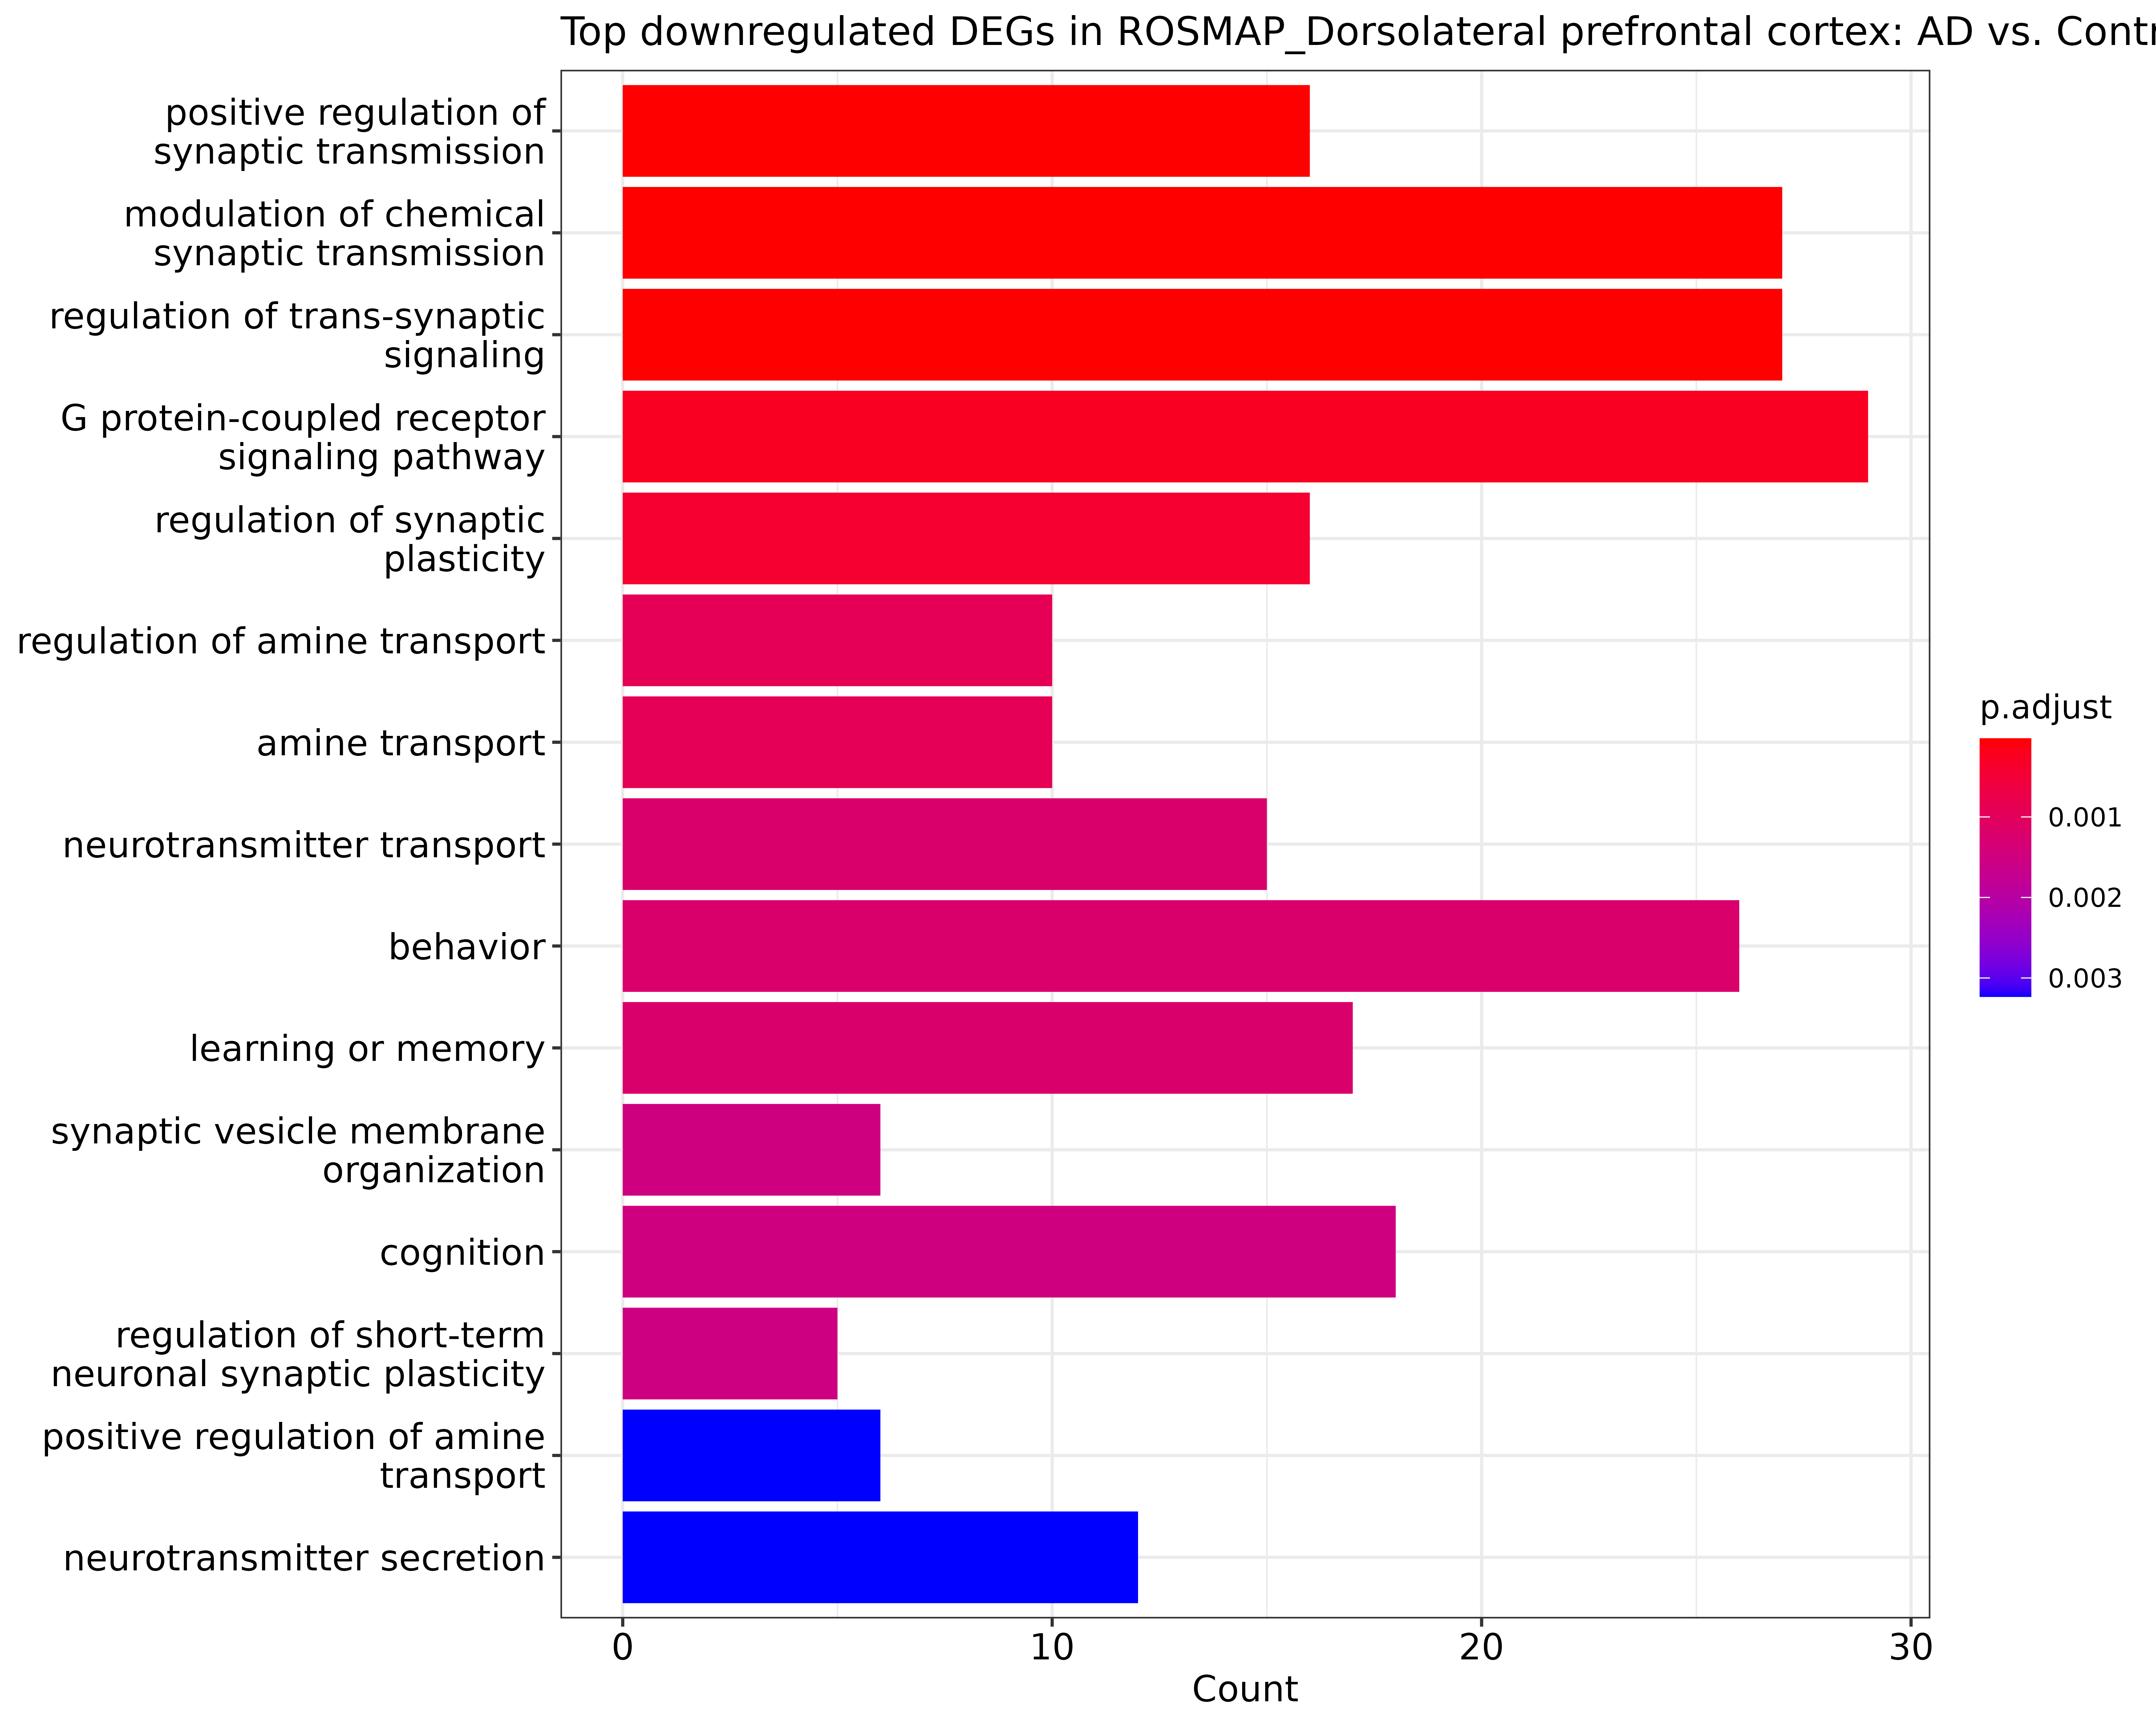 Top downregulated DEGs in ROSMAP_Dorsolateral prefrontal cortex: AD vs. Contr
positive regulation of
synaptic transmission
modulation of chemical
synaptic transmission
regulation of trans-synaptic
signaling
G protein-coupled receptor
signaling pathway
regulation of synaptic
plasticity
regulation of amine transport
amine transport
neurotransmitter transport
behavior
learning or memory
synaptic vesicle membrane
organization
cognition
regulation of short-term
neuronal synaptic plasticity
positive regulation of amine
transport
neurotransmitter secretion
0 10 20 30
Count
p.adjust
0.001
0.002
0.003